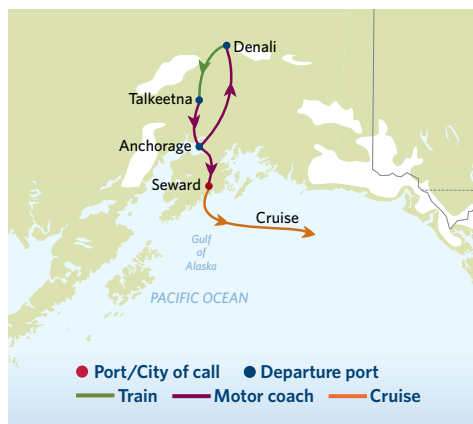 Denali
Talkeetna
Anchorage
Seward
Cruise
Gulf
of
Alaska
PACIFIC OCEAN
Port/City of call Departure port
Train Motor coach Cruise